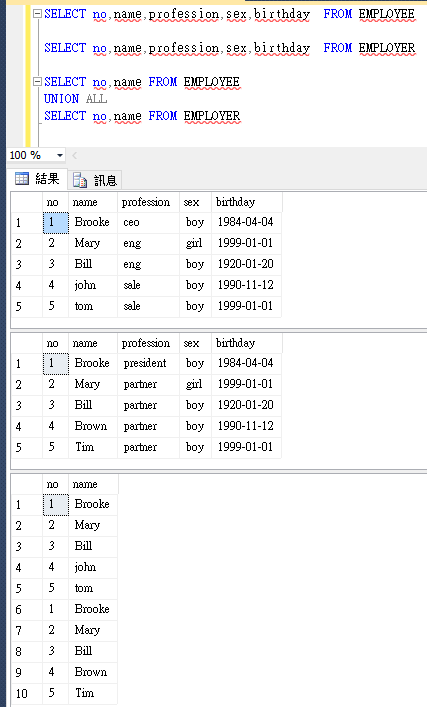 SELECT no,name,profession,sex,birthday  FROM EMPLOYEE
SELECT no,name,profession,sex,birthday  FROM EMPLOYER
SELECT no,name FROM EMPLOYEE
UNION ALL
SELECT no,name FROM EMPLOYER
100 %
結果 訊息
no name profession sex birthday
1 1 Brooke ceo boy 1984-04-04
2 2 Mary eng girl 1999-01-01
3 3 Bill eng boy 1920-01-20
4 4 john sale boy 1990-11-12
5 5 tom sale boy 1999-01-01
no name profession sex birthday
1 1 Brooke president boy 1984-04-04
2 2 Mary partner girl 1999-01-01
3 3 Bill partner boy 1920-01-20
4 4 Brown partner boy 1990-11-12
5 5 Tim partner boy 1999-01-01
no name
1 1 Brooke
2 2 Mary
3 3 Bill
4 4 john
5 5 tom
6 1 Brooke
7 2 Mary
8 3 Bill
9 4 Brown
10 5 Tim